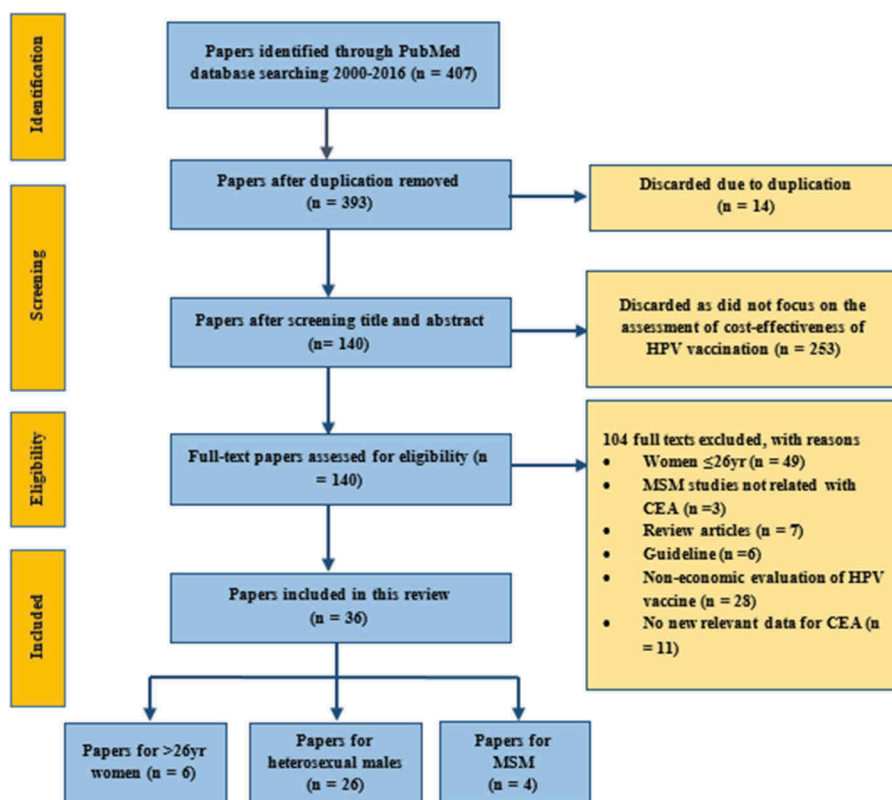 Identification
Papers identified through PubMed
database searching 2000-2016 (n = 407)
Papers after duplication removed
(n = 393)
Discarded due to duplication
(n = 14)
Screening
Papers after screening title and abstract
(n= 140)
Discarded as did not focus on the
assessment of cost-effectiveness of
HPV vaccination (n = 253)
Eligibility
Full-text papers assessed for eligibility (n
= 140)
104 full texts excluded, with reasons
• Women ≤26yr (n = 49)
• MSM studies not related with
CEA (n =3)
• Review articles (n = 7)
• Guideline (n =6)
• Non-economic evaluation of HPV
vaccine (n = 28)
• No new relevant data for CEA (n
= 11)
Included
Papers included in this review
(n = 36)
Papers for >26yr
women (n = 6)
Papers for
heterosexual males
(n = 26)
Papers for
MSM
(n = 4)